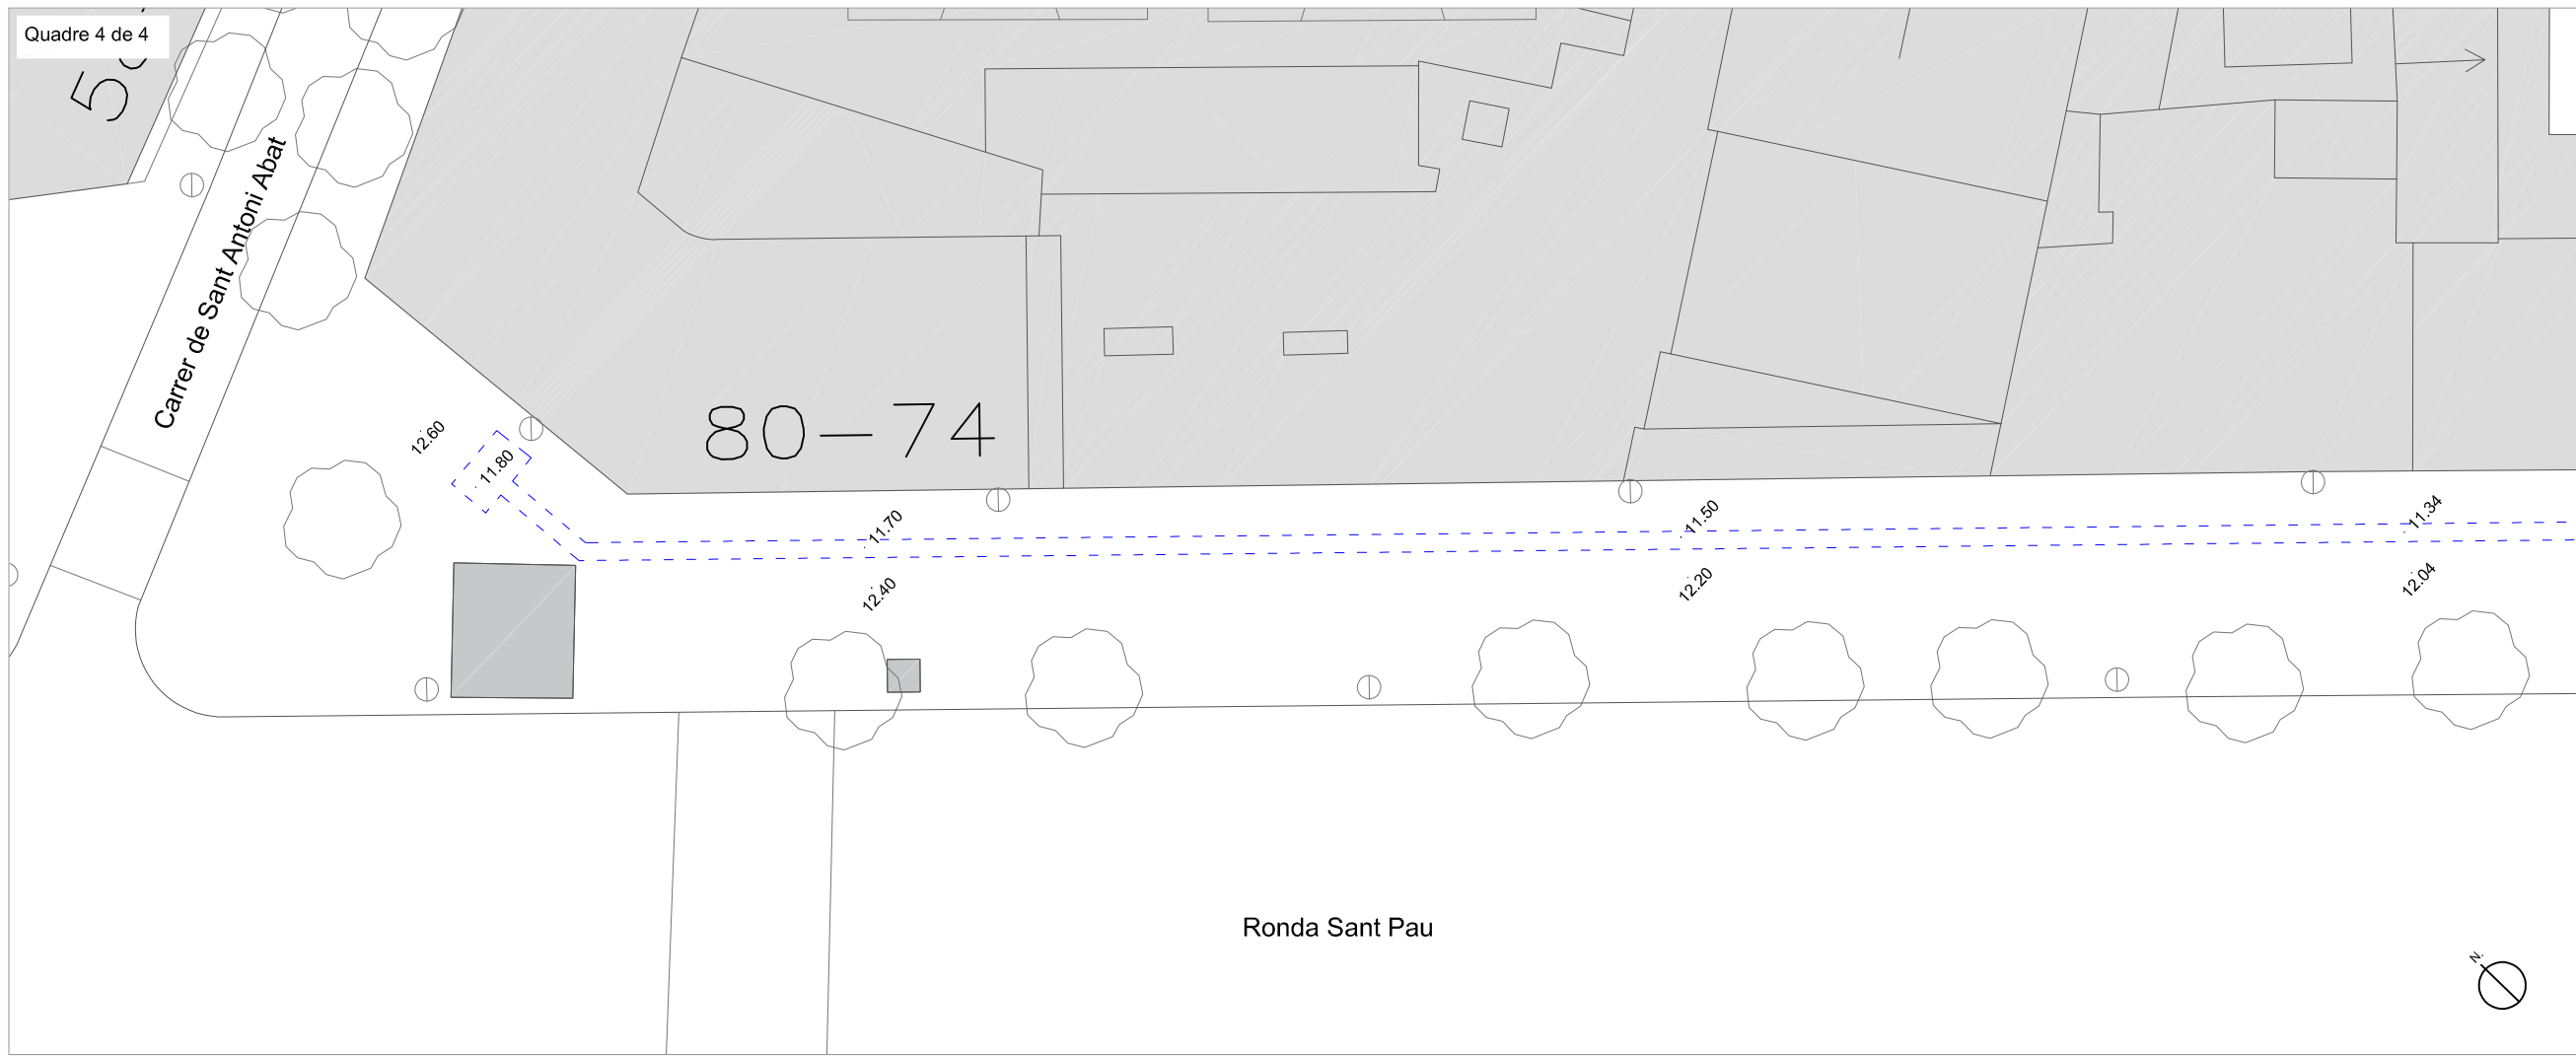 Quadre 4 de 4
Carrer de Sant Antoni Abat
80-74
12.60
11.80
11.70
11.50
11.34
12.40
12.20
12.04
Ronda Sant Pau
N.